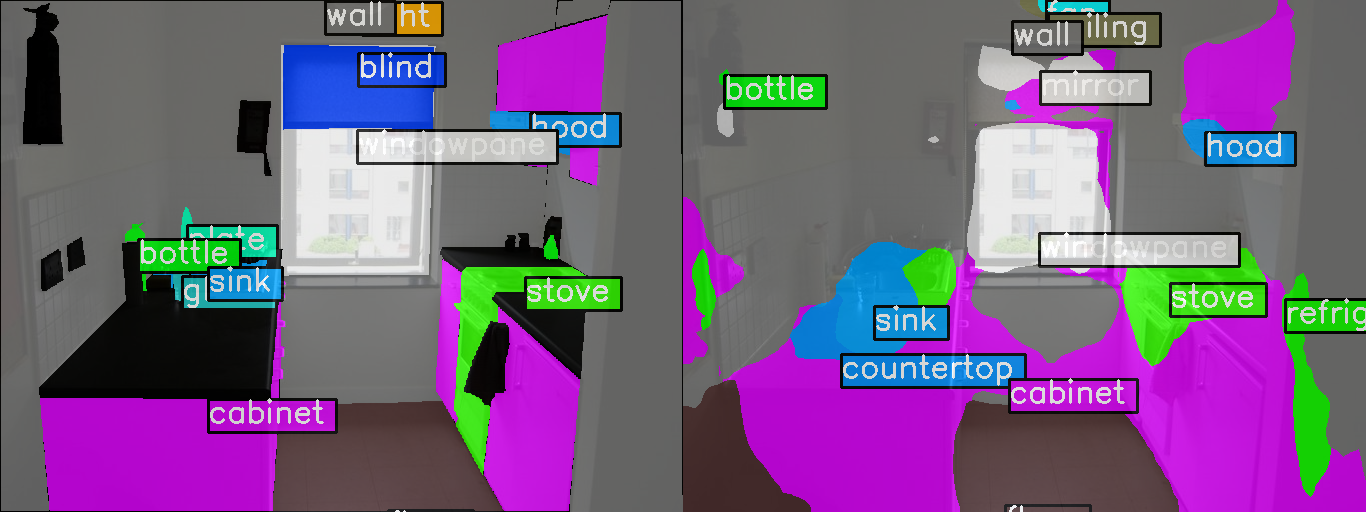 wall ht
blind
hood
windowpane
plate
bottle
g sink
stove
cabinet
fan
iling
wall
mirror
bottle
hood
windowpane
stove
refrig
sink
countertop
cabinet